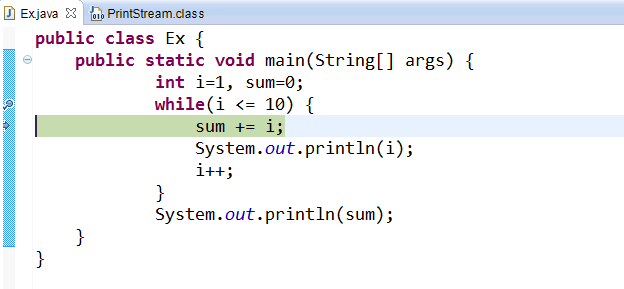 Ex.java PrintStream.class
public class Ex {
    public static void main(String[] args) {
            int i=1, sum=0;
            while(i <= 10) {
                sum += i;
                System.out.println(i);
                i++;
            }
            System.out.println(sum);
    }
}